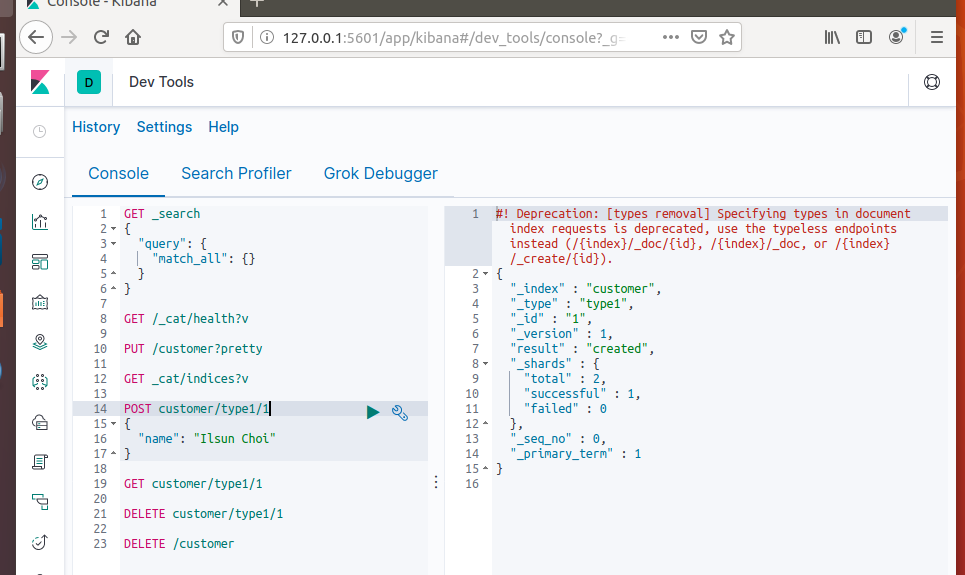 Console - Kibana
127.0.0.1:5601/app/kibana#/dev_tools/console?_g=
D
Dev Tools
History Settings Help
Console Search Profiler Grok Debugger
1 GET _search
2 {
3 "query": {
4 "match_all": {}
5 }
6 }
7
8 GET /_cat/health?v
9
10 PUT /customer?pretty
11
12 GET _cat/indices?v
13
14 POST customer/type1/1
15 {
16 "name": "Ilsun Choi"
17 }
18
19 GET customer/type1/1
20
21 DELETE customer/type1/1
22
23 DELETE /customer
1 #! Deprecation: [types removal] Specifying types in document
index requests is deprecated, use the typeless endpoints
instead (/{index}/_doc/{id}, /{index}/_doc, or /{index}
/_create/{id}).
2 {
3 "_index" : "customer",
4 "_type" : "type1",
5 "_id" : "1",
6 "_version" : 1,
7 "result" : "created",
8 "_shards" : {
9 "total" : 2,
10 "successful" : 1,
11 "failed" : 0
12 },
13 "_seq_no" : 0,
14 "_primary_term" : 1
15 }
16